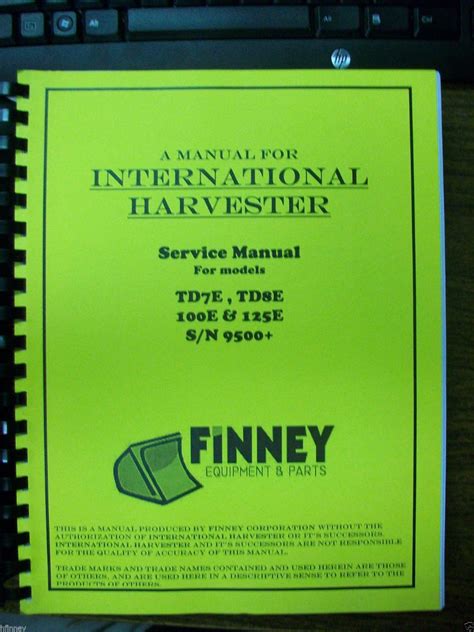 hp
A MANUAL FOR
INTERNATIONAL
HARVESTER
Service Manual
For models
TD7E , TD8E
100E & 125E
S/N 9500+
FiNNEY
EQUIPMENT & PARTS
THIS IS A MANUAL PRODUCED BY FINNEY CORPORATION WITHOUT THE
AUTHORIZATION OF INTERNATIONAL HARVESTER OR IT'S SUCCESSORS.
INTERNATIONAL HARVESTER AND IT'S SUCCESSORS ARE NOT RESPONSIBLE
FOR THE QUALITY OF ACCURACY OF THIS MANUAL.
TRADE MARKS AND TRADE NAMES CONTAINED AND USED HEREIN ARE THOSE
OF OTHERS, AND ARE USED HERE IN A DESCRIPTIVE SENSE TO REFER TO THE
PRODUCTS OF OTHERS.
hfinney